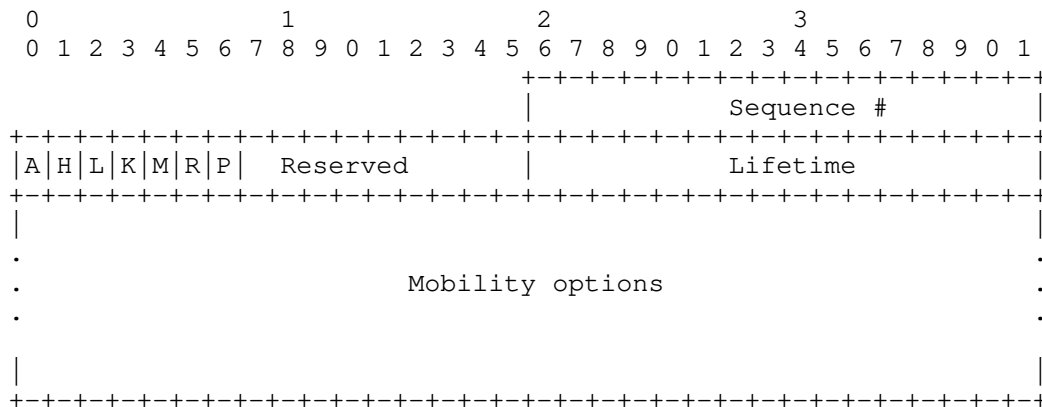 0                   1                   2                   3
 0 1 2 3 4 5 6 7 8 9 0 1 2 3 4 5 6 7 8 9 0 1 2 3 4 5 6 7 8 9 0 1
                                +-+-+-+-+-+-+-+-+-+-+-+-+-+-+-+-+
                                |          Sequence #           |
+-+-+-+-+-+-+-+-+-+-+-+-+-+-+-+-+-+-+-+-+-+-+-+-+-+-+-+-+-+-+-+-+
|A|H|L|K|M|R|P|  Reserved       |            Lifetime           |
+-+-+-+-+-+-+-+-+-+-+-+-+-+-+-+-+-+-+-+-+-+-+-+-+-+-+-+-+-+-+-+-+
|                                                               |
.                                                               .
.                        Mobility options                       .
.                                                               .
|                                                               |
+-+-+-+-+-+-+-+-+-+-+-+-+-+-+-+-+-+-+-+-+-+-+-+-+-+-+-+-+-+-+-+-+